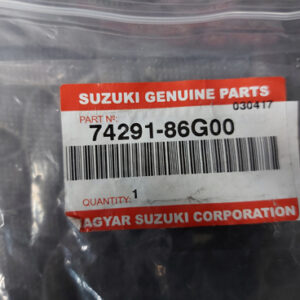 SUZUKI GENUINE PARTS
030417
PART Nº:
74291-86G00
QUANTITY: 1
AGYAR SUZUKI CORPORATION